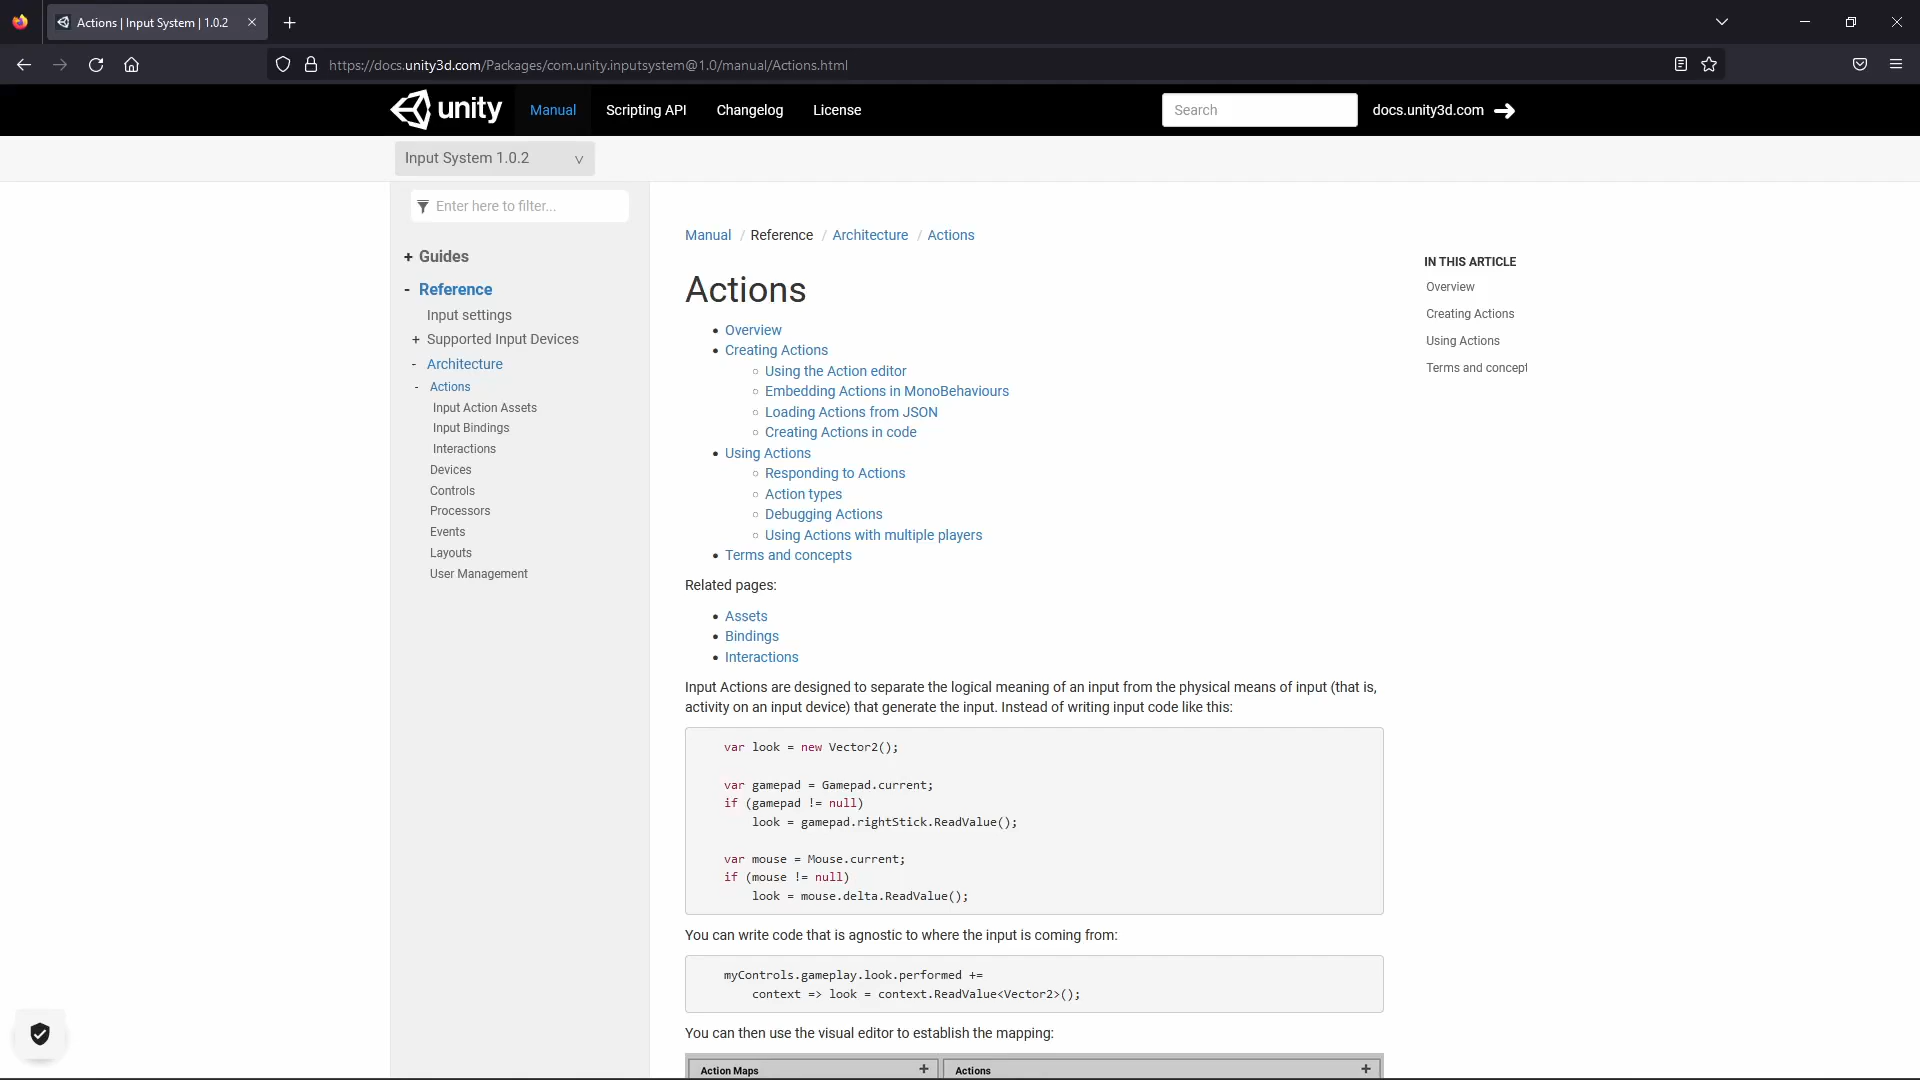 Actions | Input System | 1.0.2
https://docs.unity3d.com/Packages/com.unity.inputsystem@1.0/manual/Actions.html
unity
Manual
Scripting API
Changelog
License
Search
docs.unity3d.com
Input System 1.0.2
Enter here to filter...
+ Guides
- Reference
Input settings
+ Supported Input Devices
- Architecture
- Actions
Input Action Assets
Input Bindings
Interactions
Devices
Controls
Processors
Events
Layouts
User Management
Manual / Reference / Architecture / Actions
Actions
• Overview
• Creating Actions
○ Using the Action editor
○ Embedding Actions in MonoBehaviours
○ Loading Actions from JSON
○ Creating Actions in code
• Using Actions
○ Responding to Actions
○ Action types
○ Debugging Actions
○ Using Actions with multiple players
• Terms and concepts
Related pages:
• Assets
• Bindings
• Interactions
Input Actions are designed to separate the logical meaning of an input from the physical means of input (that is,
activity on an input device) that generate the input. Instead of writing input code like this:
var look = new Vector2();
var gamepad = Gamepad.current;
if (gamepad != null)
look = gamepad.rightStick.ReadValue();
var mouse = Mouse.current;
if (mouse != null)
look = mouse.delta.ReadValue();
You can write code that is agnostic to where the input is coming from:
myControls.gameplay.look.performed +=
context => look = context.ReadValue<Vector2>();
You can then use the visual editor to establish the mapping:
Action Maps +
Actions +
IN THIS ARTICLE
Overview
Creating Actions
Using Actions
Terms and concept